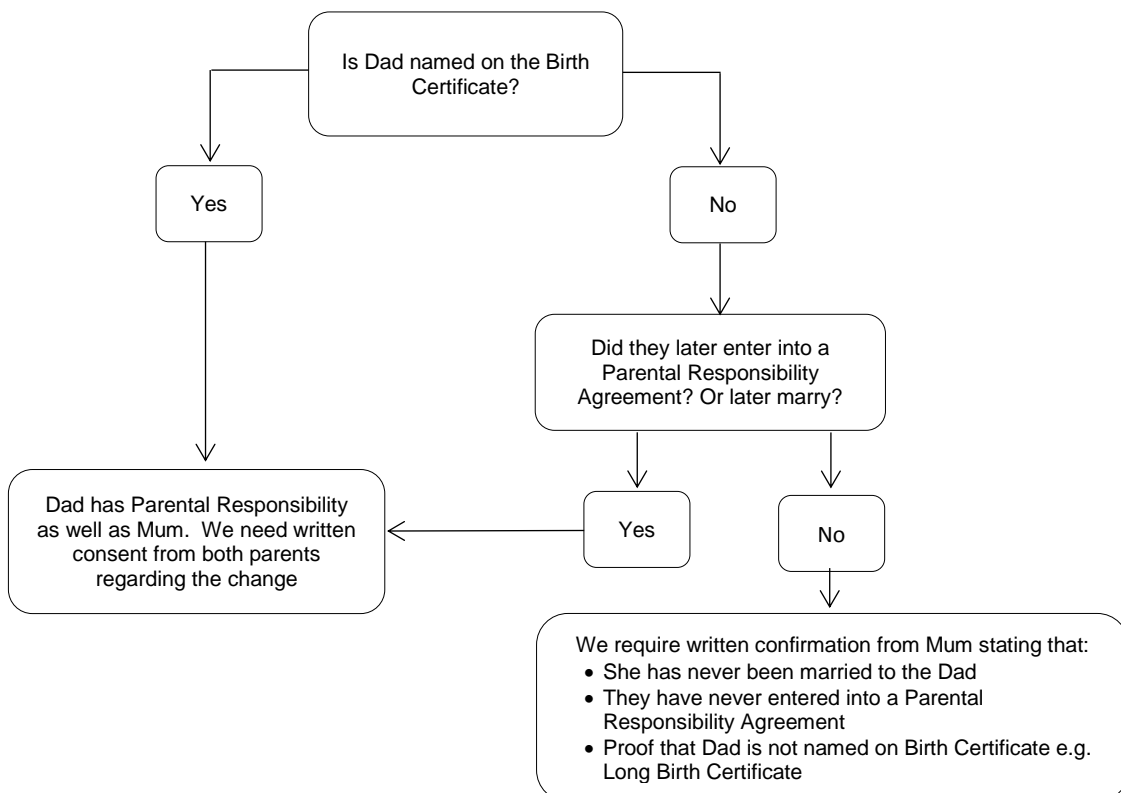 Is Dad named on the Birth
Certificate?
Yes
No
Did they later enter into a
Parental Responsibility
Agreement? Or later marry?
Dad has Parental Responsibility
as well as Mum.  We need written
consent from both parents
regarding the change
Yes
No
We require written confirmation from Mum stating that:
• She has never been married to the Dad
• They have never entered into a Parental
Responsibility Agreement
• Proof that Dad is not named on Birth Certificate e.g.
Long Birth Certificate